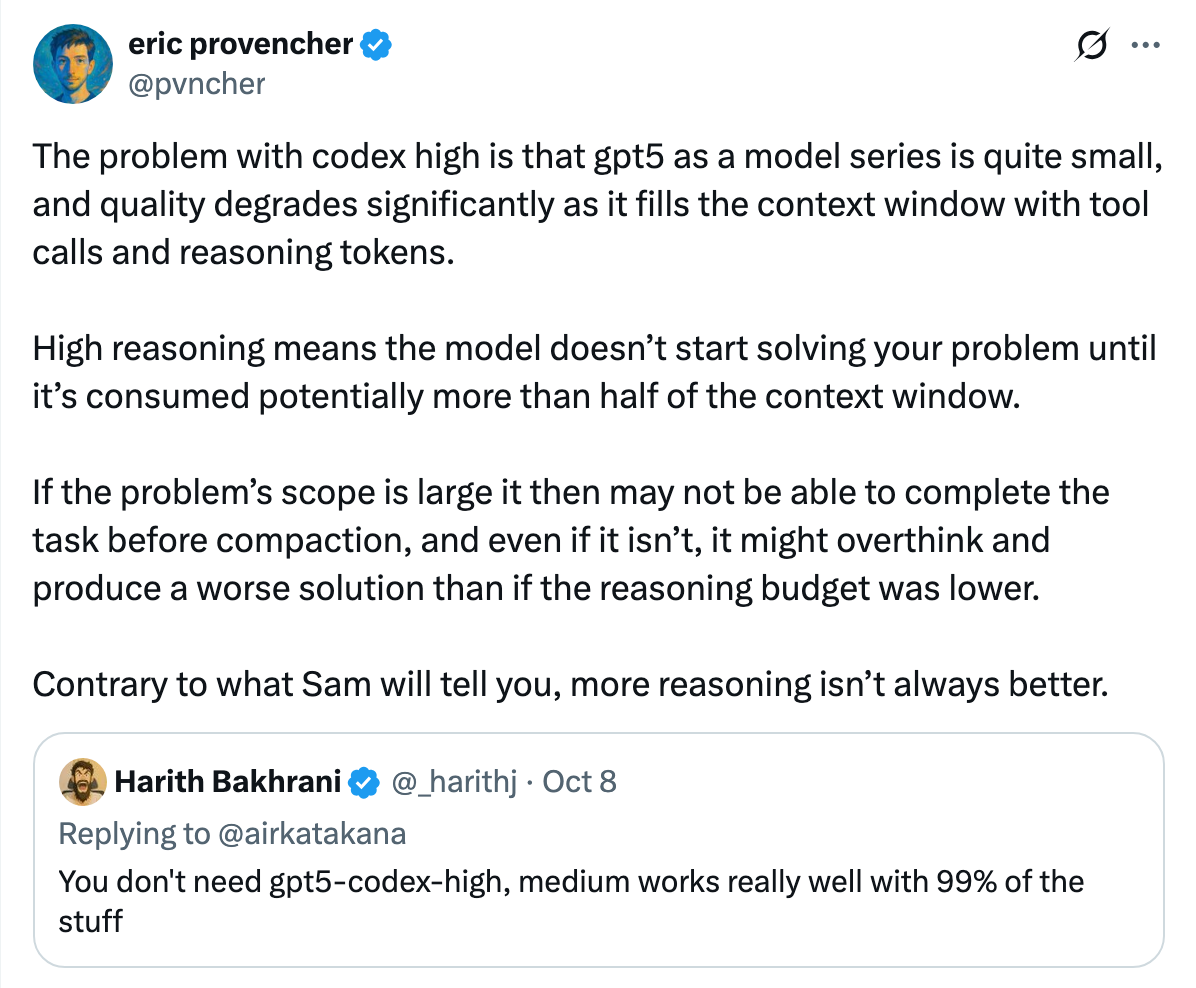 eric provencher
@pvncher
The problem with codex high is that gpt5 as a model series is quite small,
and quality degrades significantly as it fills the context window with tool
calls and reasoning tokens.
High reasoning means the model doesn’t start solving your problem until
it’s consumed potentially more than half of the context window.
If the problem’s scope is large it then may not be able to complete the
task before compaction, and even if it isn’t, it might overthink and
produce a worse solution than if the reasoning budget was lower.
Contrary to what Sam will tell you, more reasoning isn’t always better.
Harith Bakhrani @_harithj · Oct 8
Replying to @airkatakana
You don't need gpt5-codex-high, medium works really well with 99% of the
stuff